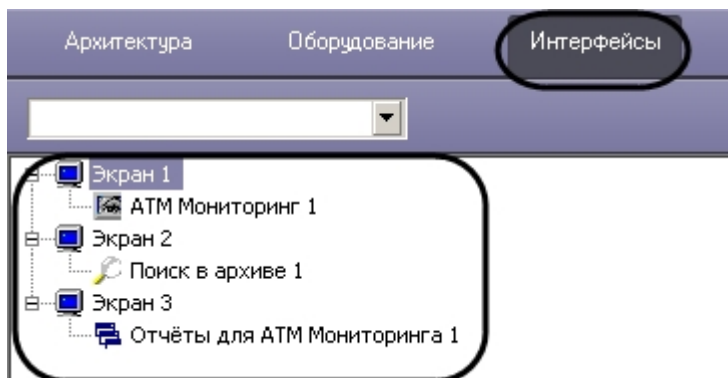 Архитектура Оборудование Интерфейсы
Экран 1
АТМ Мониторинг 1
Экран 2
Поиск в архиве 1
Экран 3
Отчёты для АТМ Мониторинга 1